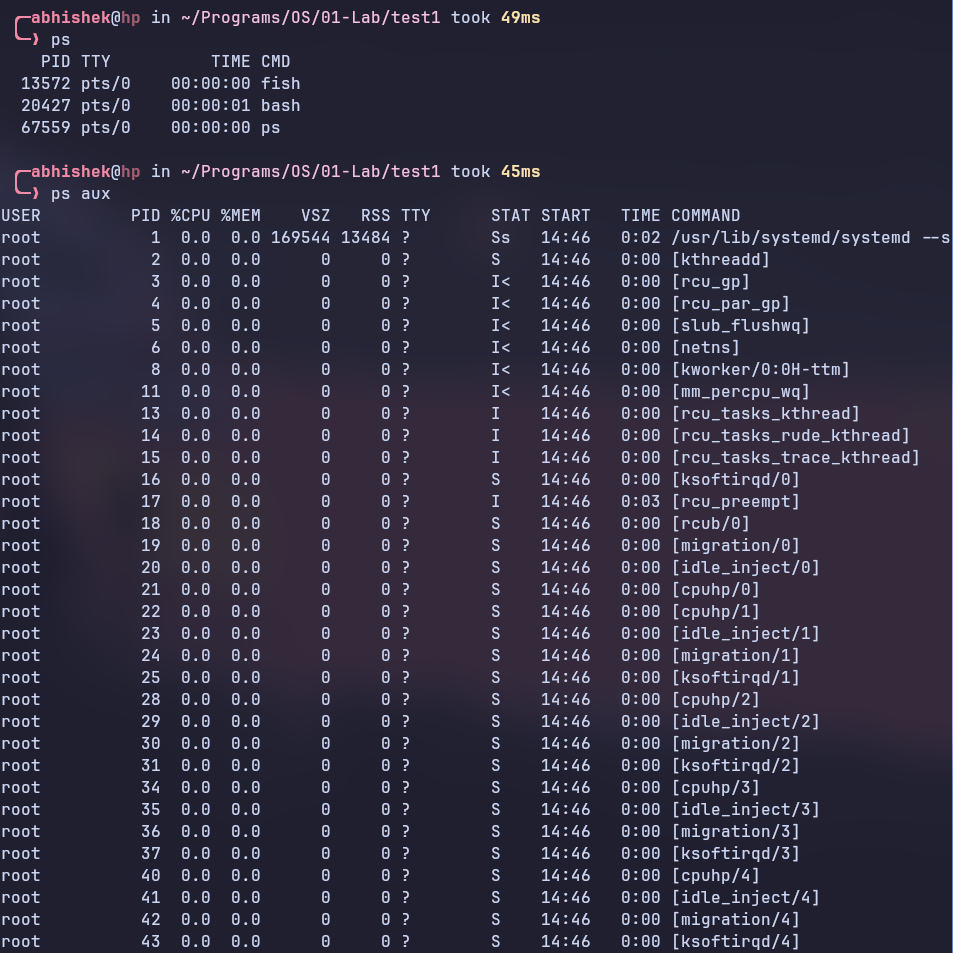 abhishek@hp in ~/Programs/OS/01-Lab/test1 took 49ms
❯ ps
    PID TTY          TIME CMD
  13572 pts/0    00:00:00 fish
  20427 pts/0    00:00:01 bash
  67559 pts/0    00:00:00 ps
abhishek@hp in ~/Programs/OS/01-Lab/test1 took 45ms
❯ ps aux
USER         PID %CPU %MEM    VSZ   RSS TTY      STAT START   TIME COMMAND
root           1  0.0  0.0 169544 13484 ?        Ss   14:46   0:02 /usr/lib/systemd/systemd --s
root           2  0.0  0.0      0     0 ?        S    14:46   0:00 [kthreadd]
root           3  0.0  0.0      0     0 ?        I<   14:46   0:00 [rcu_gp]
root           4  0.0  0.0      0     0 ?        I<   14:46   0:00 [rcu_par_gp]
root           5  0.0  0.0      0     0 ?        I<   14:46   0:00 [slub_flushwq]
root           6  0.0  0.0      0     0 ?        I<   14:46   0:00 [netns]
root           8  0.0  0.0      0     0 ?        I<   14:46   0:00 [kworker/0:0H-ttm]
root          11  0.0  0.0      0     0 ?        I<   14:46   0:00 [mm_percpu_wq]
root          13  0.0  0.0      0     0 ?        I    14:46   0:00 [rcu_tasks_kthread]
root          14  0.0  0.0      0     0 ?        I    14:46   0:00 [rcu_tasks_rude_kthread]
root          15  0.0  0.0      0     0 ?        I    14:46   0:00 [rcu_tasks_trace_kthread]
root          16  0.0  0.0      0     0 ?        S    14:46   0:00 [ksoftirqd/0]
root          17  0.0  0.0      0     0 ?        I    14:46   0:03 [rcu_preempt]
root          18  0.0  0.0      0     0 ?        S    14:46   0:00 [rcub/0]
root          19  0.0  0.0      0     0 ?        S    14:46   0:00 [migration/0]
root          20  0.0  0.0      0     0 ?        S    14:46   0:00 [idle_inject/0]
root          21  0.0  0.0      0     0 ?        S    14:46   0:00 [cpuhp/0]
root          22  0.0  0.0      0     0 ?        S    14:46   0:00 [cpuhp/1]
root          23  0.0  0.0      0     0 ?        S    14:46   0:00 [idle_inject/1]
root          24  0.0  0.0      0     0 ?        S    14:46   0:00 [migration/1]
root          25  0.0  0.0      0     0 ?        S    14:46   0:00 [ksoftirqd/1]
root          28  0.0  0.0      0     0 ?        S    14:46   0:00 [cpuhp/2]
root          29  0.0  0.0      0     0 ?        S    14:46   0:00 [idle_inject/2]
root          30  0.0  0.0      0     0 ?        S    14:46   0:00 [migration/2]
root          31  0.0  0.0      0     0 ?        S    14:46   0:00 [ksoftirqd/2]
root          34  0.0  0.0      0     0 ?        S    14:46   0:00 [cpuhp/3]
root          35  0.0  0.0      0     0 ?        S    14:46   0:00 [idle_inject/3]
root          36  0.0  0.0      0     0 ?        S    14:46   0:00 [migration/3]
root          37  0.0  0.0      0     0 ?        S    14:46   0:00 [ksoftirqd/3]
root          40  0.0  0.0      0     0 ?        S    14:46   0:00 [cpuhp/4]
root          41  0.0  0.0      0     0 ?        S    14:46   0:00 [idle_inject/4]
root          42  0.0  0.0      0     0 ?        S    14:46   0:00 [migration/4]
root          43  0.0  0.0      0     0 ?        S    14:46   0:00 [ksoftirqd/4]